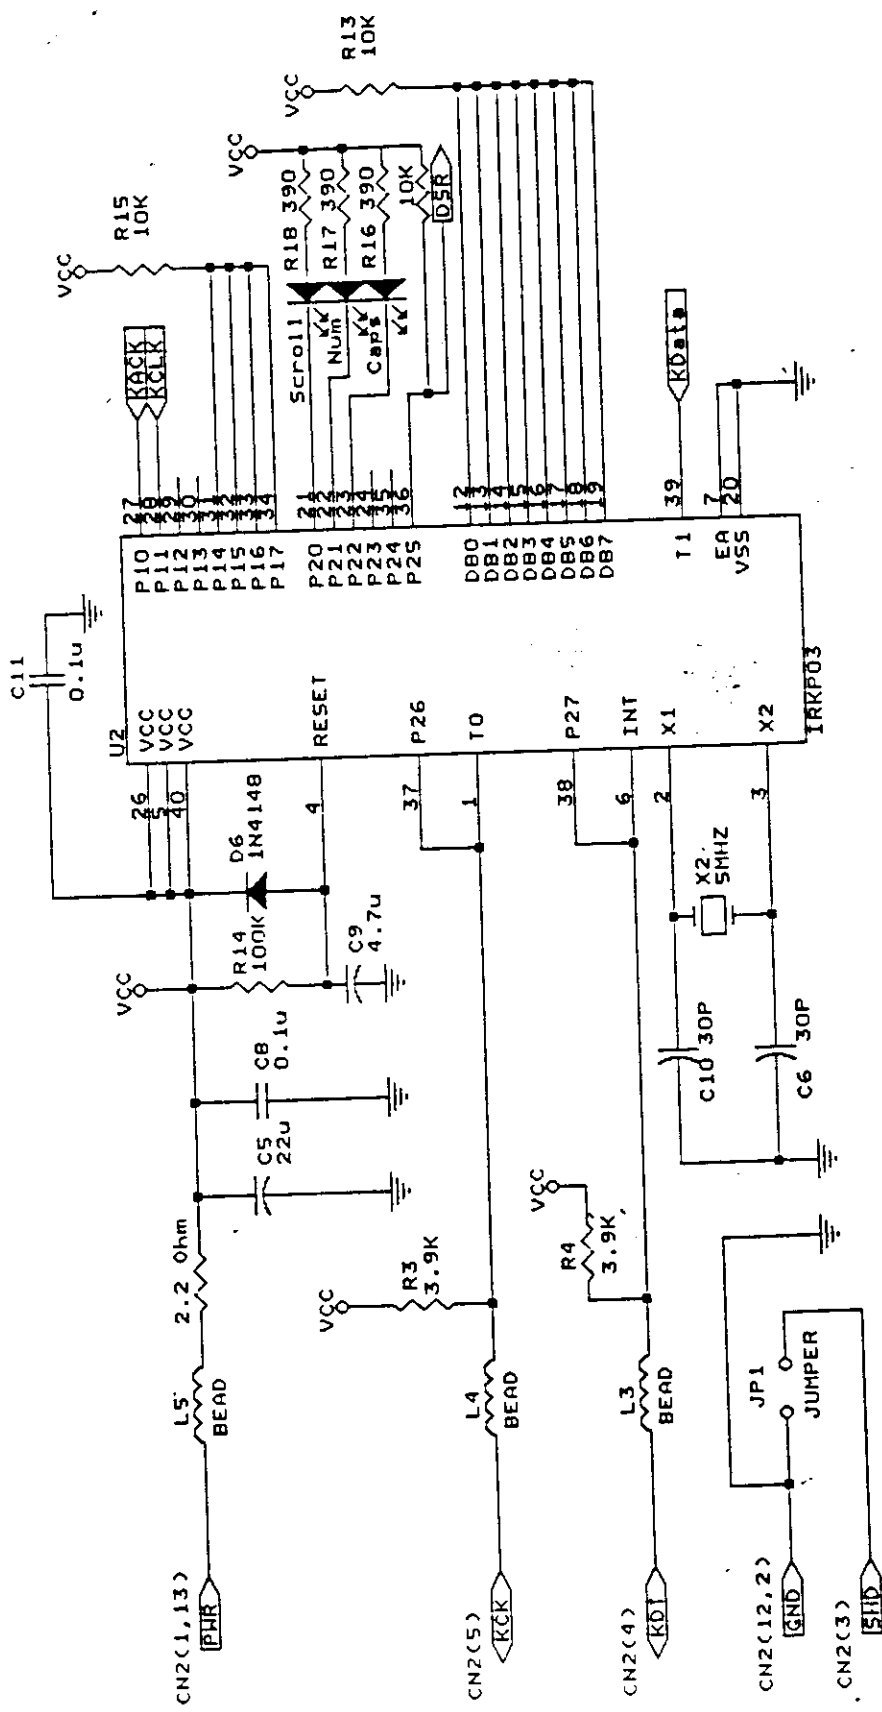 CN2(1,13)
PWR
CN2(5)
KCK
CN2(4)
KDT
CN2(12,2)
GND
CN2(3)
SHD
L5
BEAD
2.2 Ohm
L4
BEAD
L3
BEAD
JP1
JUMPER
VCC
R3
3.9K
VCC
R4
3.9K
C5
22u
C8
0.1u
VCC
R14
100K
C9
4.7u
D6
1N4148
C10 30P
C6
30P
X2
5MHZ
C11
0.1u
U2
26
VCC
5
VCC
40
VCC
4
RESET
37
P26
1
T0
38
P27
6
INT
2
X1
3
X2
IRKP03
P10
27
P11
28
P12
29
P13
30
P14
31
P15
32
P16
33
P17
34
P20
21
P21
22
P22
23
P23
24
P24
35
P25
36
DB0
12
DB1
13
DB2
14
DB3
15
DB4
16
DB5
17
DB6
18
DB7
19
T1
39
EA
7
VSS
20
KACK
KCLK
VCC
R15
10K
Scroll
Num
Caps
R18 390
R17 390
R16 390
10K
VCC
DSR
VCC
R13
10K
KData